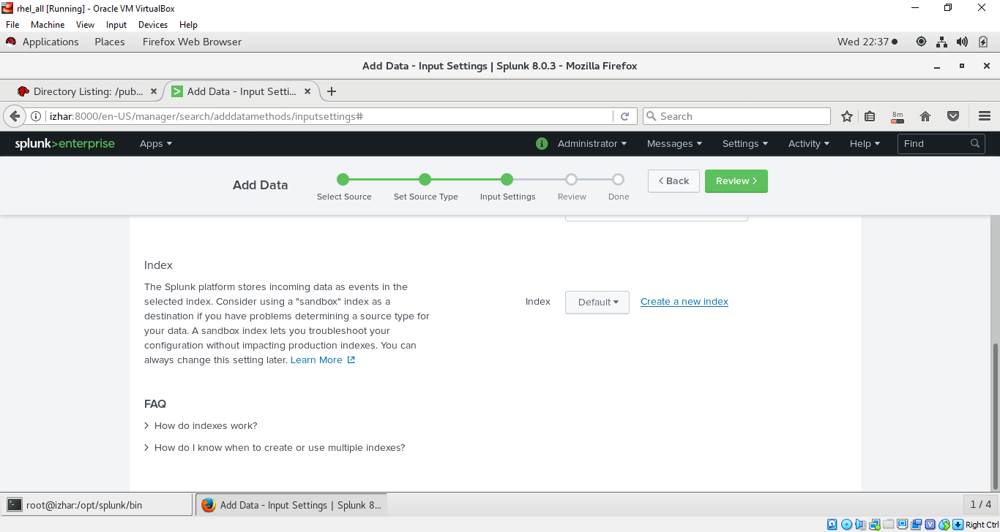 rhel_all [Running] - Oracle VM VirtualBox
File Machine View Input Devices Help
Applications Places Firefox Web Browser Wed 22:37
Add Data - Input Settings | Splunk 8.0.3 - Mozilla Firefox
Directory Listing: /pub... Add Data - Input Setti...
izhar:8000/en-US/manager/search/adddatamethods/inputsettings# Search 8m
splunk>enterprise Apps Administrator Messages Settings Activity Help Find
Add Data Back Review
Select Source Set Source Type Input Settings Review Done
Index
The Splunk platform stores incoming data as events in the
selected index. Consider using a "sandbox" index as a
destination if you have problems determining a source type for
your data. A sandbox index lets you troubleshoot your
configuration without impacting production indexes. You can
always change this setting later. Learn More
Index Default Create a new index
FAQ
How do indexes work?
How do I know when to create or use multiple indexes?
root@izhar:/opt/splunk/bin Add Data - Input Settings | Splunk 8... 1 / 4
Right Ctrl